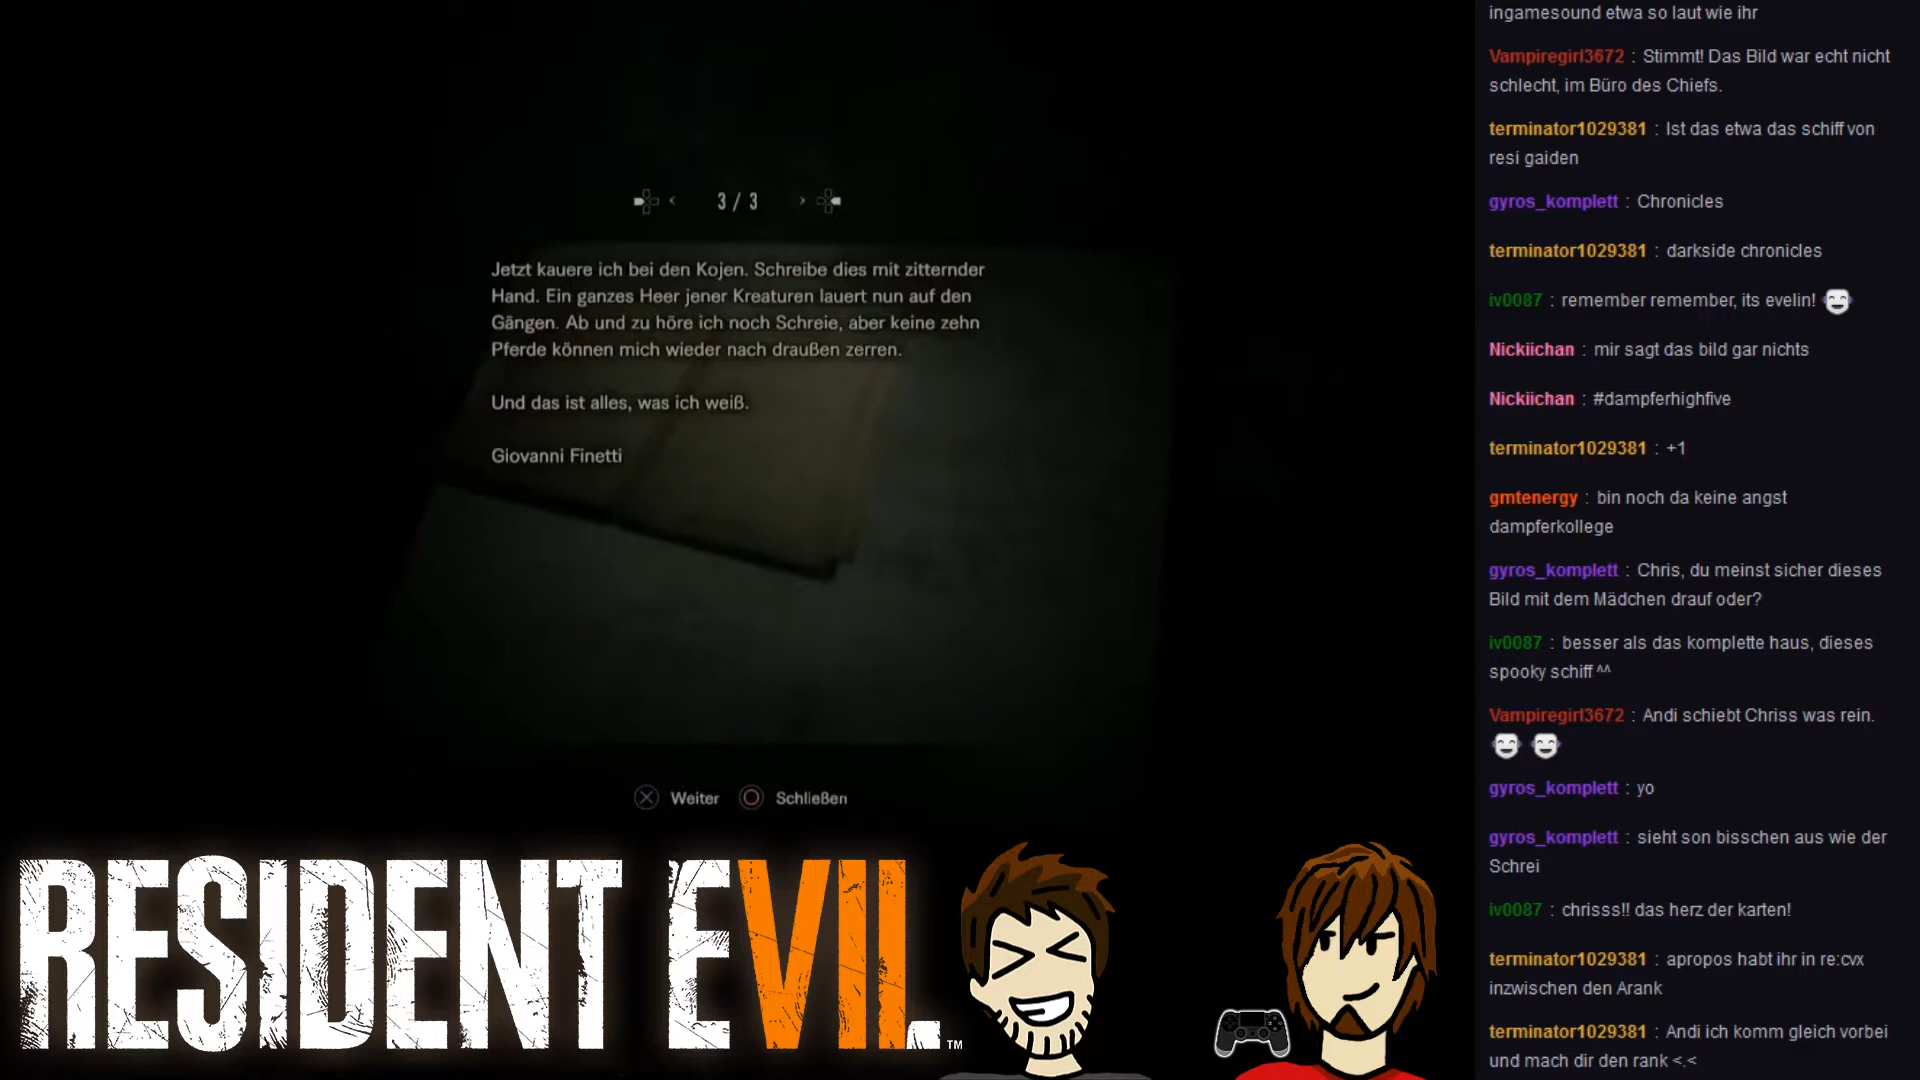 3 / 3
Jetzt kauere ich bei den Kojen. Schreibe dies mit zitternder
Hand. Ein ganzes Heer jener Kreaturen lauert nun auf den
Gängen. Ab und zu höre ich noch Schreie, aber keine zehn
Pferde können mich wieder nach draußen zerren.
Und das ist alles, was ich weiß.
Giovanni Finetti
Weiter
Schließen
RESIDENT EVII.
TM
ingamesound etwa so laut wie ihr
Vampiregirl3672 : Stimmt! Das Bild war echt nicht
schlecht, im Büro des Chiefs.
terminator1029381 : Ist das etwa das schiff von
resi gaiden
gyros_komplett : Chronicles
terminator1029381 : darkside chronicles
iv0087 : remember remember, its evelin!
Nickiichan : mir sagt das bild gar nichts
Nickiichan : #dampferhighfive
terminator1029381 : +1
gmtenergy : bin noch da keine angst
dampferkollege
gyros_komplett : Chris, du meinst sicher dieses
Bild mit dem Mädchen drauf oder?
iv0087 : besser als das komplette haus, dieses
spooky schiff ^^
Vampiregirl3672 : Andi schiebt Chriss was rein.
gyros_komplett : yo
gyros_komplett : sieht son bisschen aus wie der
Schrei
iv0087 : chrisss!! das herz der karten!
terminator1029381 : apropos habt ihr in re:cvx
inzwischen den Arank
terminator1029381 : Andi ich komm gleich vorbei
und mach dir den rank <.<